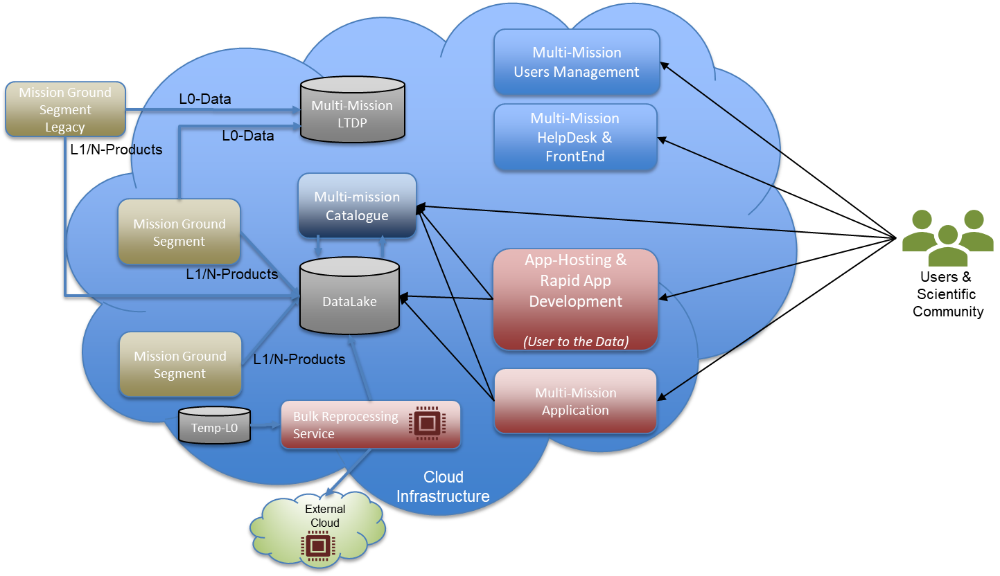 Multi-Mission
Users Management
Mission Ground
Segment
Legacy
L0-Data
Multi-Mission
LTDP
L0-Data
L1/N-Products
Multi-Mission
HelpDesk &
FrontEnd
Multi-mission
Catalogue
Mission Ground
Segment
L1/N-Products
DataLake
App-Hosting &
Rapid App
Development
(User to the Data)
Users &
Scientific
Community
Mission Ground
Segment
L1/N-Products
Multi-Mission
Application
Temp-L0
Bulk Reprocessing
Service
Cloud
Infrastructure
External
Cloud